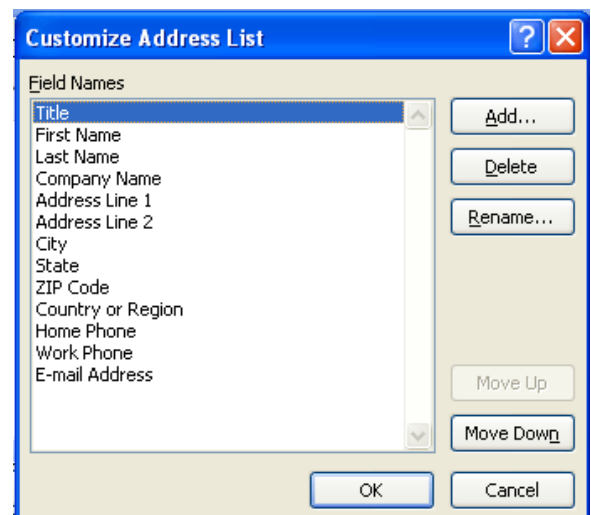 Customize Address List
Field Names
Title
First Name
Last Name
Company Name
Address Line 1
Address Line 2
City
State
ZIP Code
Country or Region
Home Phone
Work Phone
E-mail Address
Add...
Delete
Rename...
Move Up
Move Down
OK
Cancel